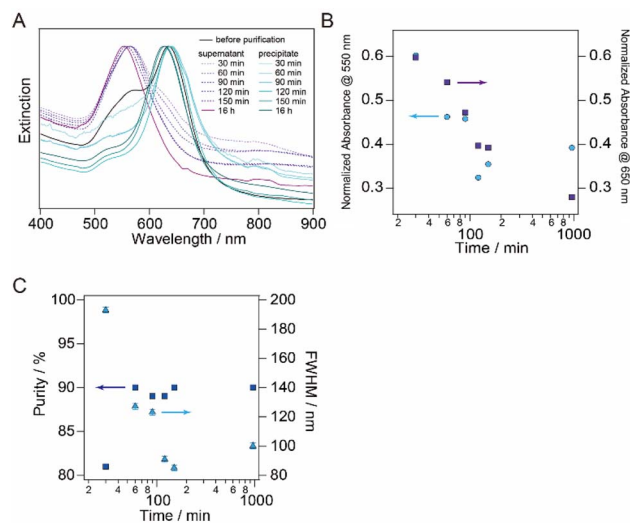 A
before purification
supernatant precipitate
30 min 30 min
60 min 60 min
90 min 90 min
120 min 120 min
150 min 150 min
16 h 16 h
Extinction
400 500 600 700 800 900
Wavelength / nm
B
Normalized Absorbance @ 550 nm
0.6 0.6
0.5 0.5
0.4 0.4
0.3 0.3
Normalized Absorbance @ 650 nm
2 4 6 8 100 2 4 6 8 1000
Time / min
C
Purity / %
100 200
180
95
160
90 140
120
85
100
80 80
FWHM / nm
2 4 6 8 100 2 4 6 8 1000
Time / min